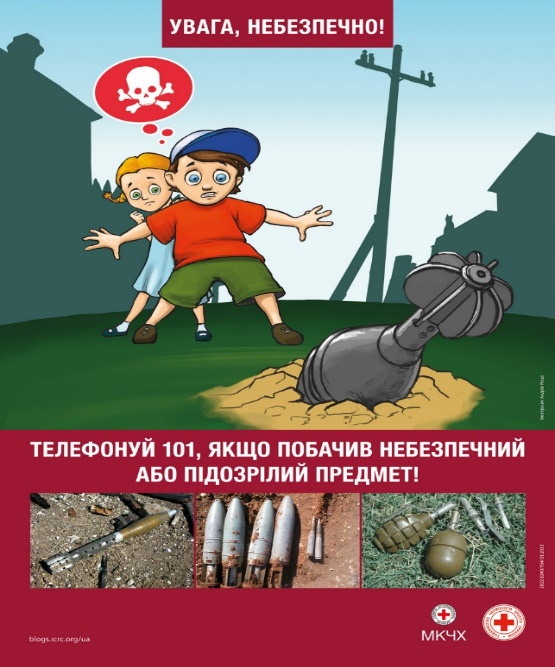 УВАГА, НЕБЕЗПЕЧНО!
ТЕЛЕФОНУЙ 101, ЯКЩО ПОБАЧИВ НЕБЕЗПЕЧНИЙ
АБО ПІДОЗРІЛИЙ ПРЕДМЕТ!
МКЧХ
blogs.icrc.org/ua